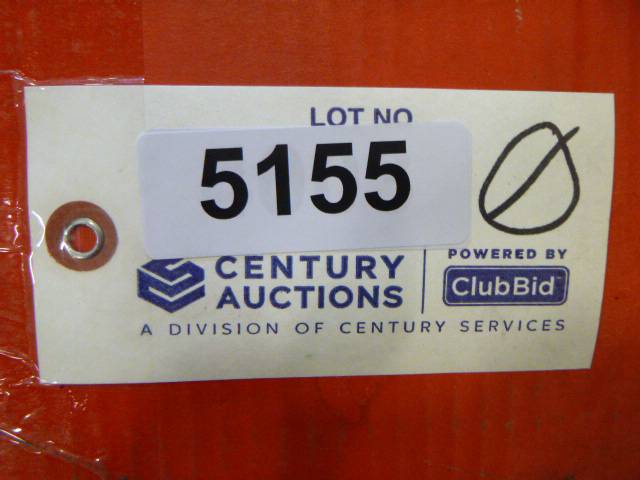 LOT NO
5155 Ø
CENTURY
AUCTIONS
POWERED BY
ClubBid
A DIVISION OF CENTURY SERVICES